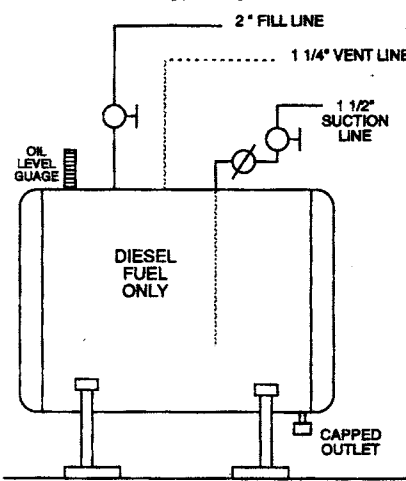 2" FILL LINE
1 1/4" VENT LINE
1 1/2"
SUCTION
LINE
OIL
LEVEL
GUAGE
DIESEL
FUEL
ONLY
CAPPED
OUTLET